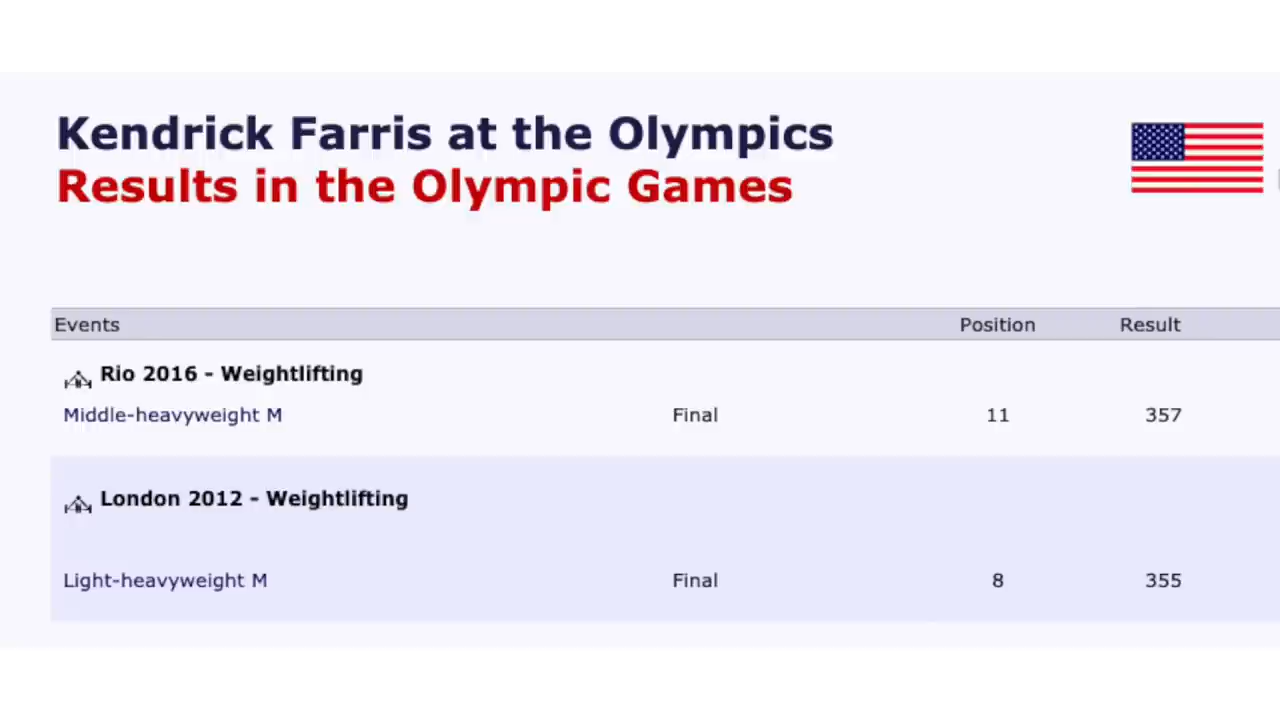 Kendrick Farris at the Olympics
Results in the Olympic Games
Events Position Result
Rio 2016 - Weightlifting
Middle-heavyweight M Final 11 357
London 2012 - Weightlifting
Light-heavyweight M Final 8 355